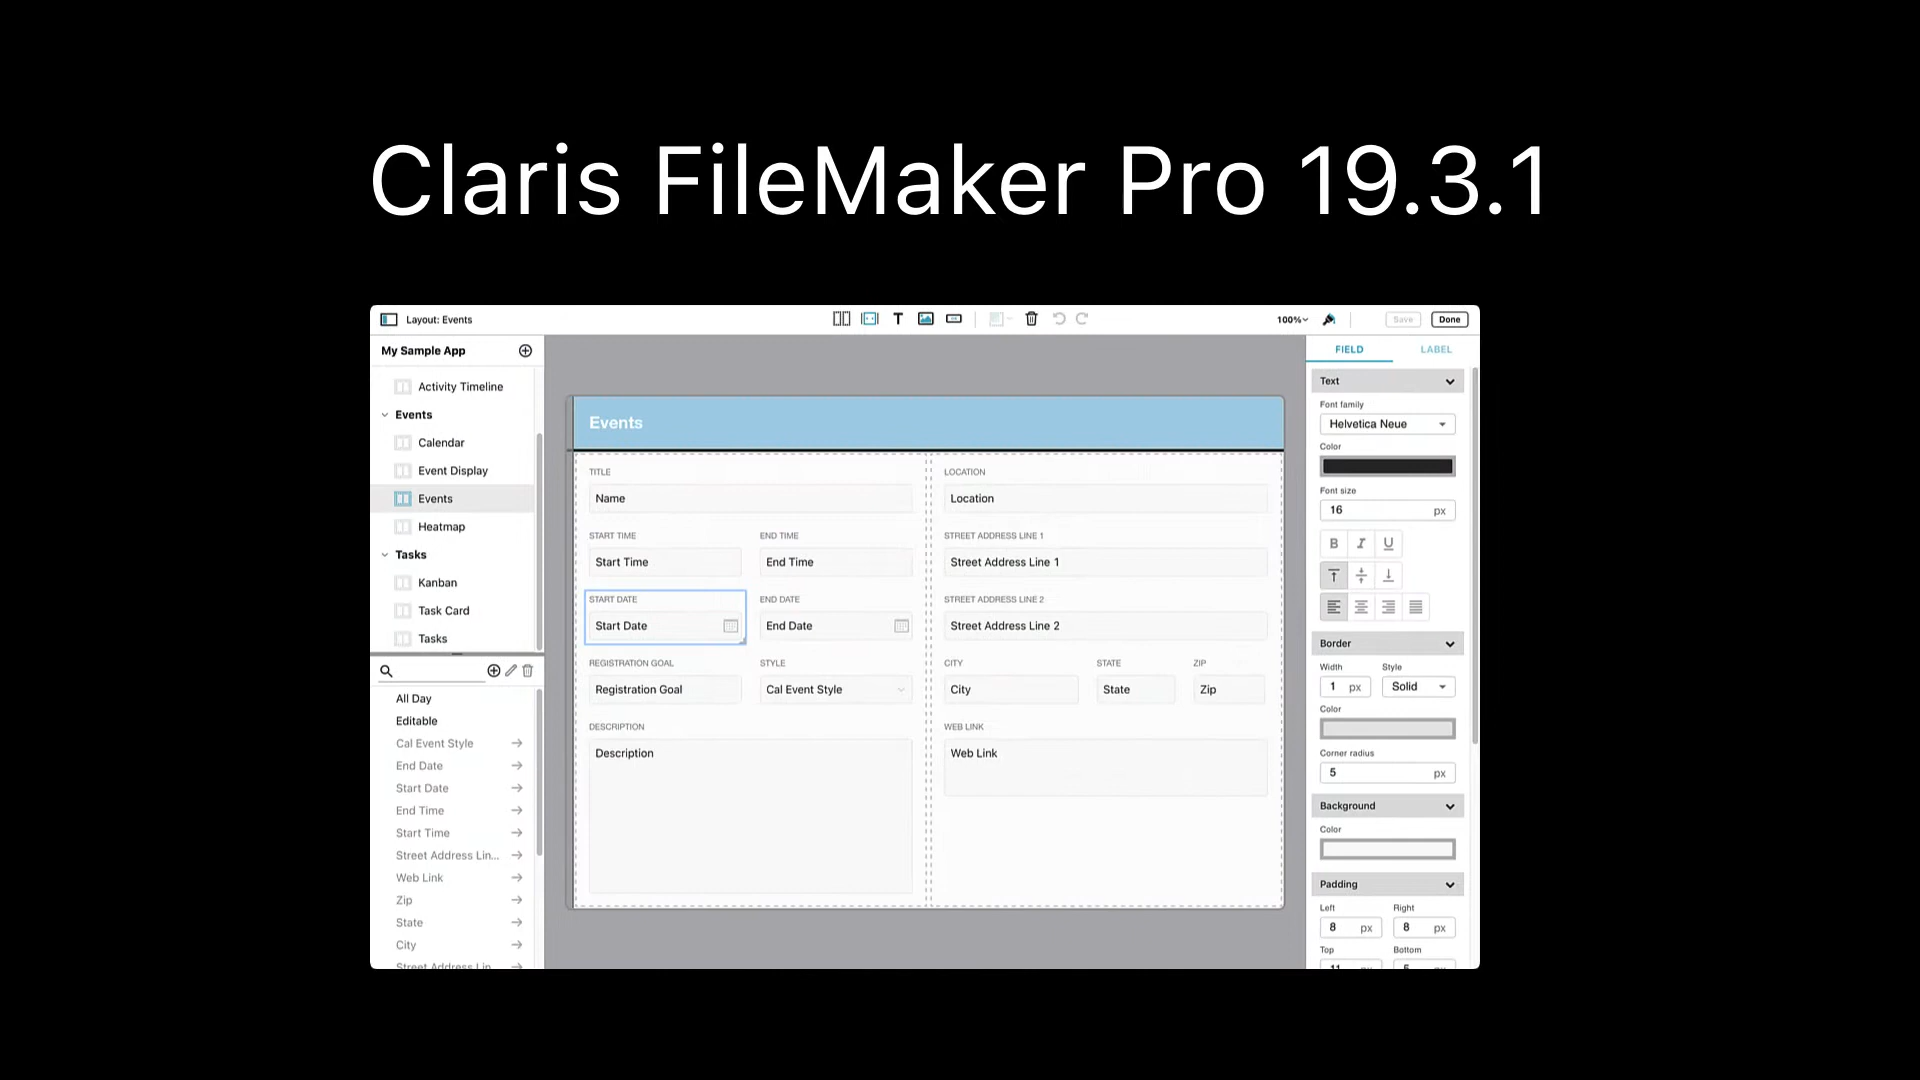 Claris FileMaker Pro 19.3.1
Layout: Events
100%
Save
Done
My Sample App
Activity Timeline
Events
Calendar
Event Display
Events
Heatmap
Tasks
Kanban
Task Card
Tasks
All Day
Editable
Cal Event Style
End Date
Start Date
End Time
Start Time
Street Address Lin...
Web Link
Zip
State
City
Street Address Lin
Events
TITLE
Name
START TIME
END TIME
Start Time
End Time
START DATE
END DATE
Start Date
End Date
REGISTRATION GOAL
STYLE
Registration Goal
Cal Event Style
DESCRIPTION
Description
LOCATION
Location
STREET ADDRESS LINE 1
Street Address Line 1
STREET ADDRESS LINE 2
Street Address Line 2
CITY
STATE
ZIP
City
State
Zip
WEB LINK
Web Link
FIELD
LABEL
Text
Font family
Helvetica Neue
Color
Font size
16 px
B I U
Border
Width
Style
1 px
Solid
Color
Corner radius
5 px
Background
Color
Padding
Left
Right
8 px
8 px
Top
Bottom